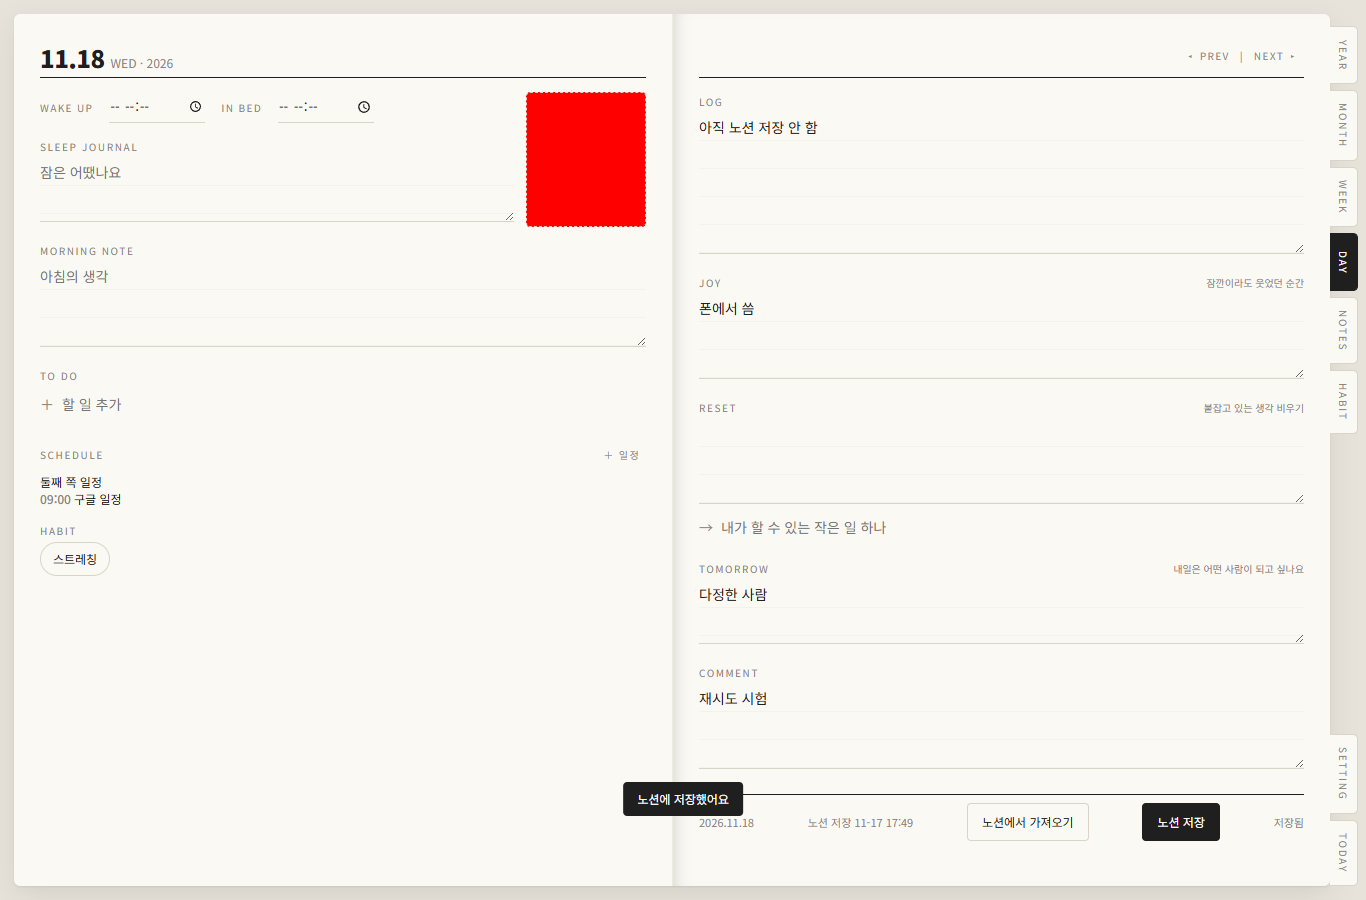 11.18 WED · 2026
WAKE UP -- --:-- IN BED -- --:--
SLEEP JOURNAL
잠은 어땠나요
MORNING NOTE
아침의 생각
TO DO
+ 할 일 추가
SCHEDULE + 일정
둘째 쪽 일정
09:00 구글 일정
HABIT
스트레칭
◂ PREV | NEXT ▸
LOG
아직 노션 저장 안 함
JOY 잠깐이라도 웃었던 순간
폰에서 씀
RESET 붙잡고 있는 생각 비우기
→ 내가 할 수 있는 작은 일 하나
TOMORROW 내일은 어떤 사람이 되고 싶나요
다정한 사람
COMMENT
재시도 시험
노션에 저장했어요
2026.11.18 노션 저장 11-17 17:49 노션에서 가져오기 노션 저장 저장됨
YEAR
MONTH
WEEK
DAY
NOTES
HABIT
SETTING
TODAY